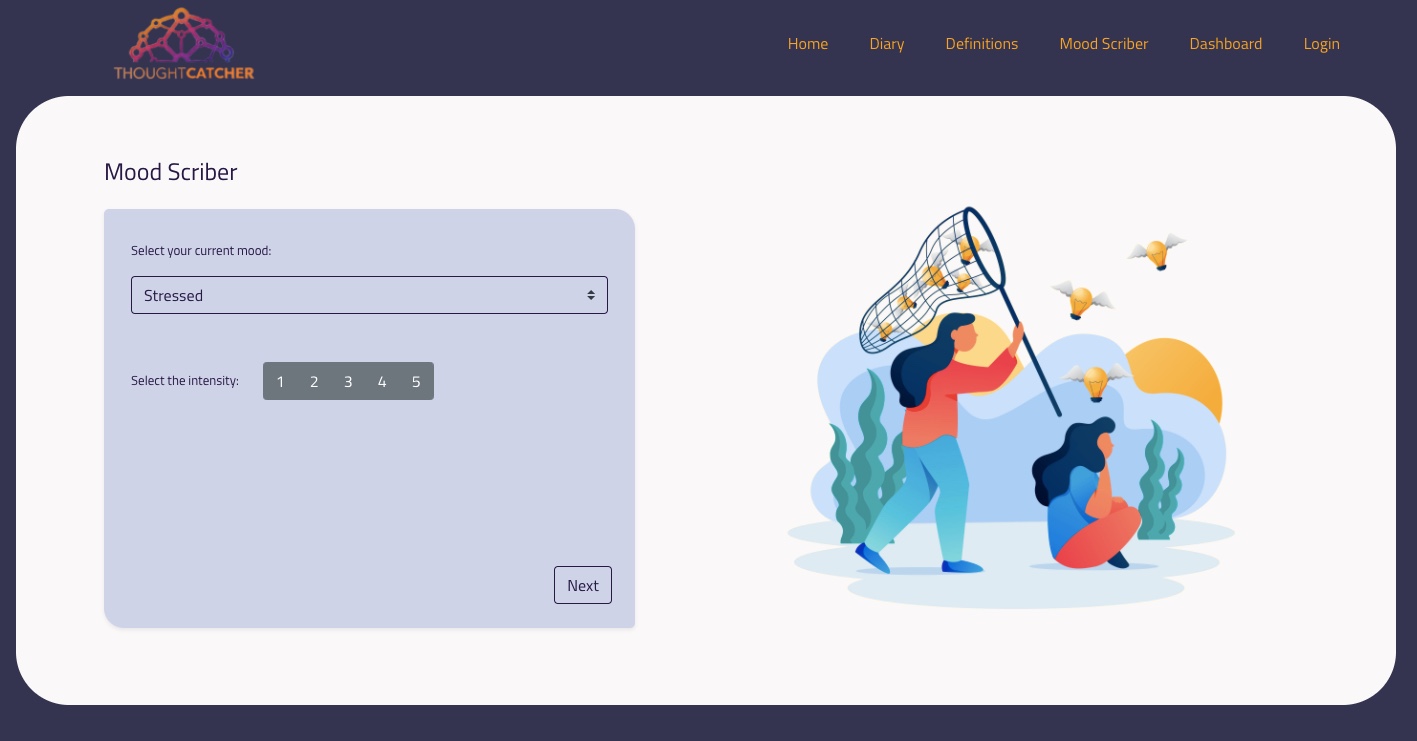 THOUGHTCATCHER
Home Diary Definitions Mood Scriber Dashboard Login
Mood Scriber
Select your current mood:
Stressed
Select the intensity: 1 2 3 4 5
Next